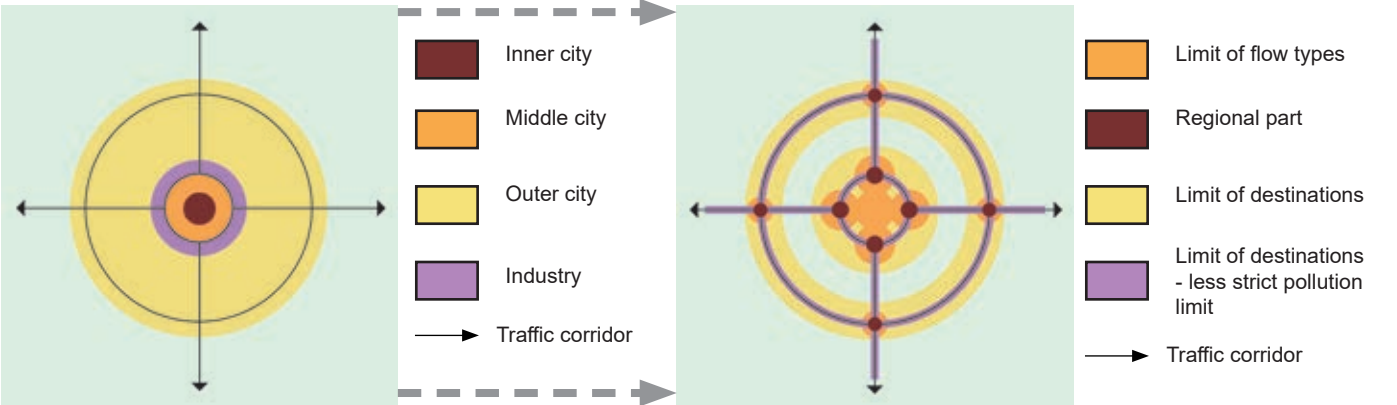 Inner city
Middle city
Outer city
Industry
Traffic corridor
Limit of flow types
Regional part
Limit of destinations
Limit of destinations
- less strict pollution
limit
Traffic corridor